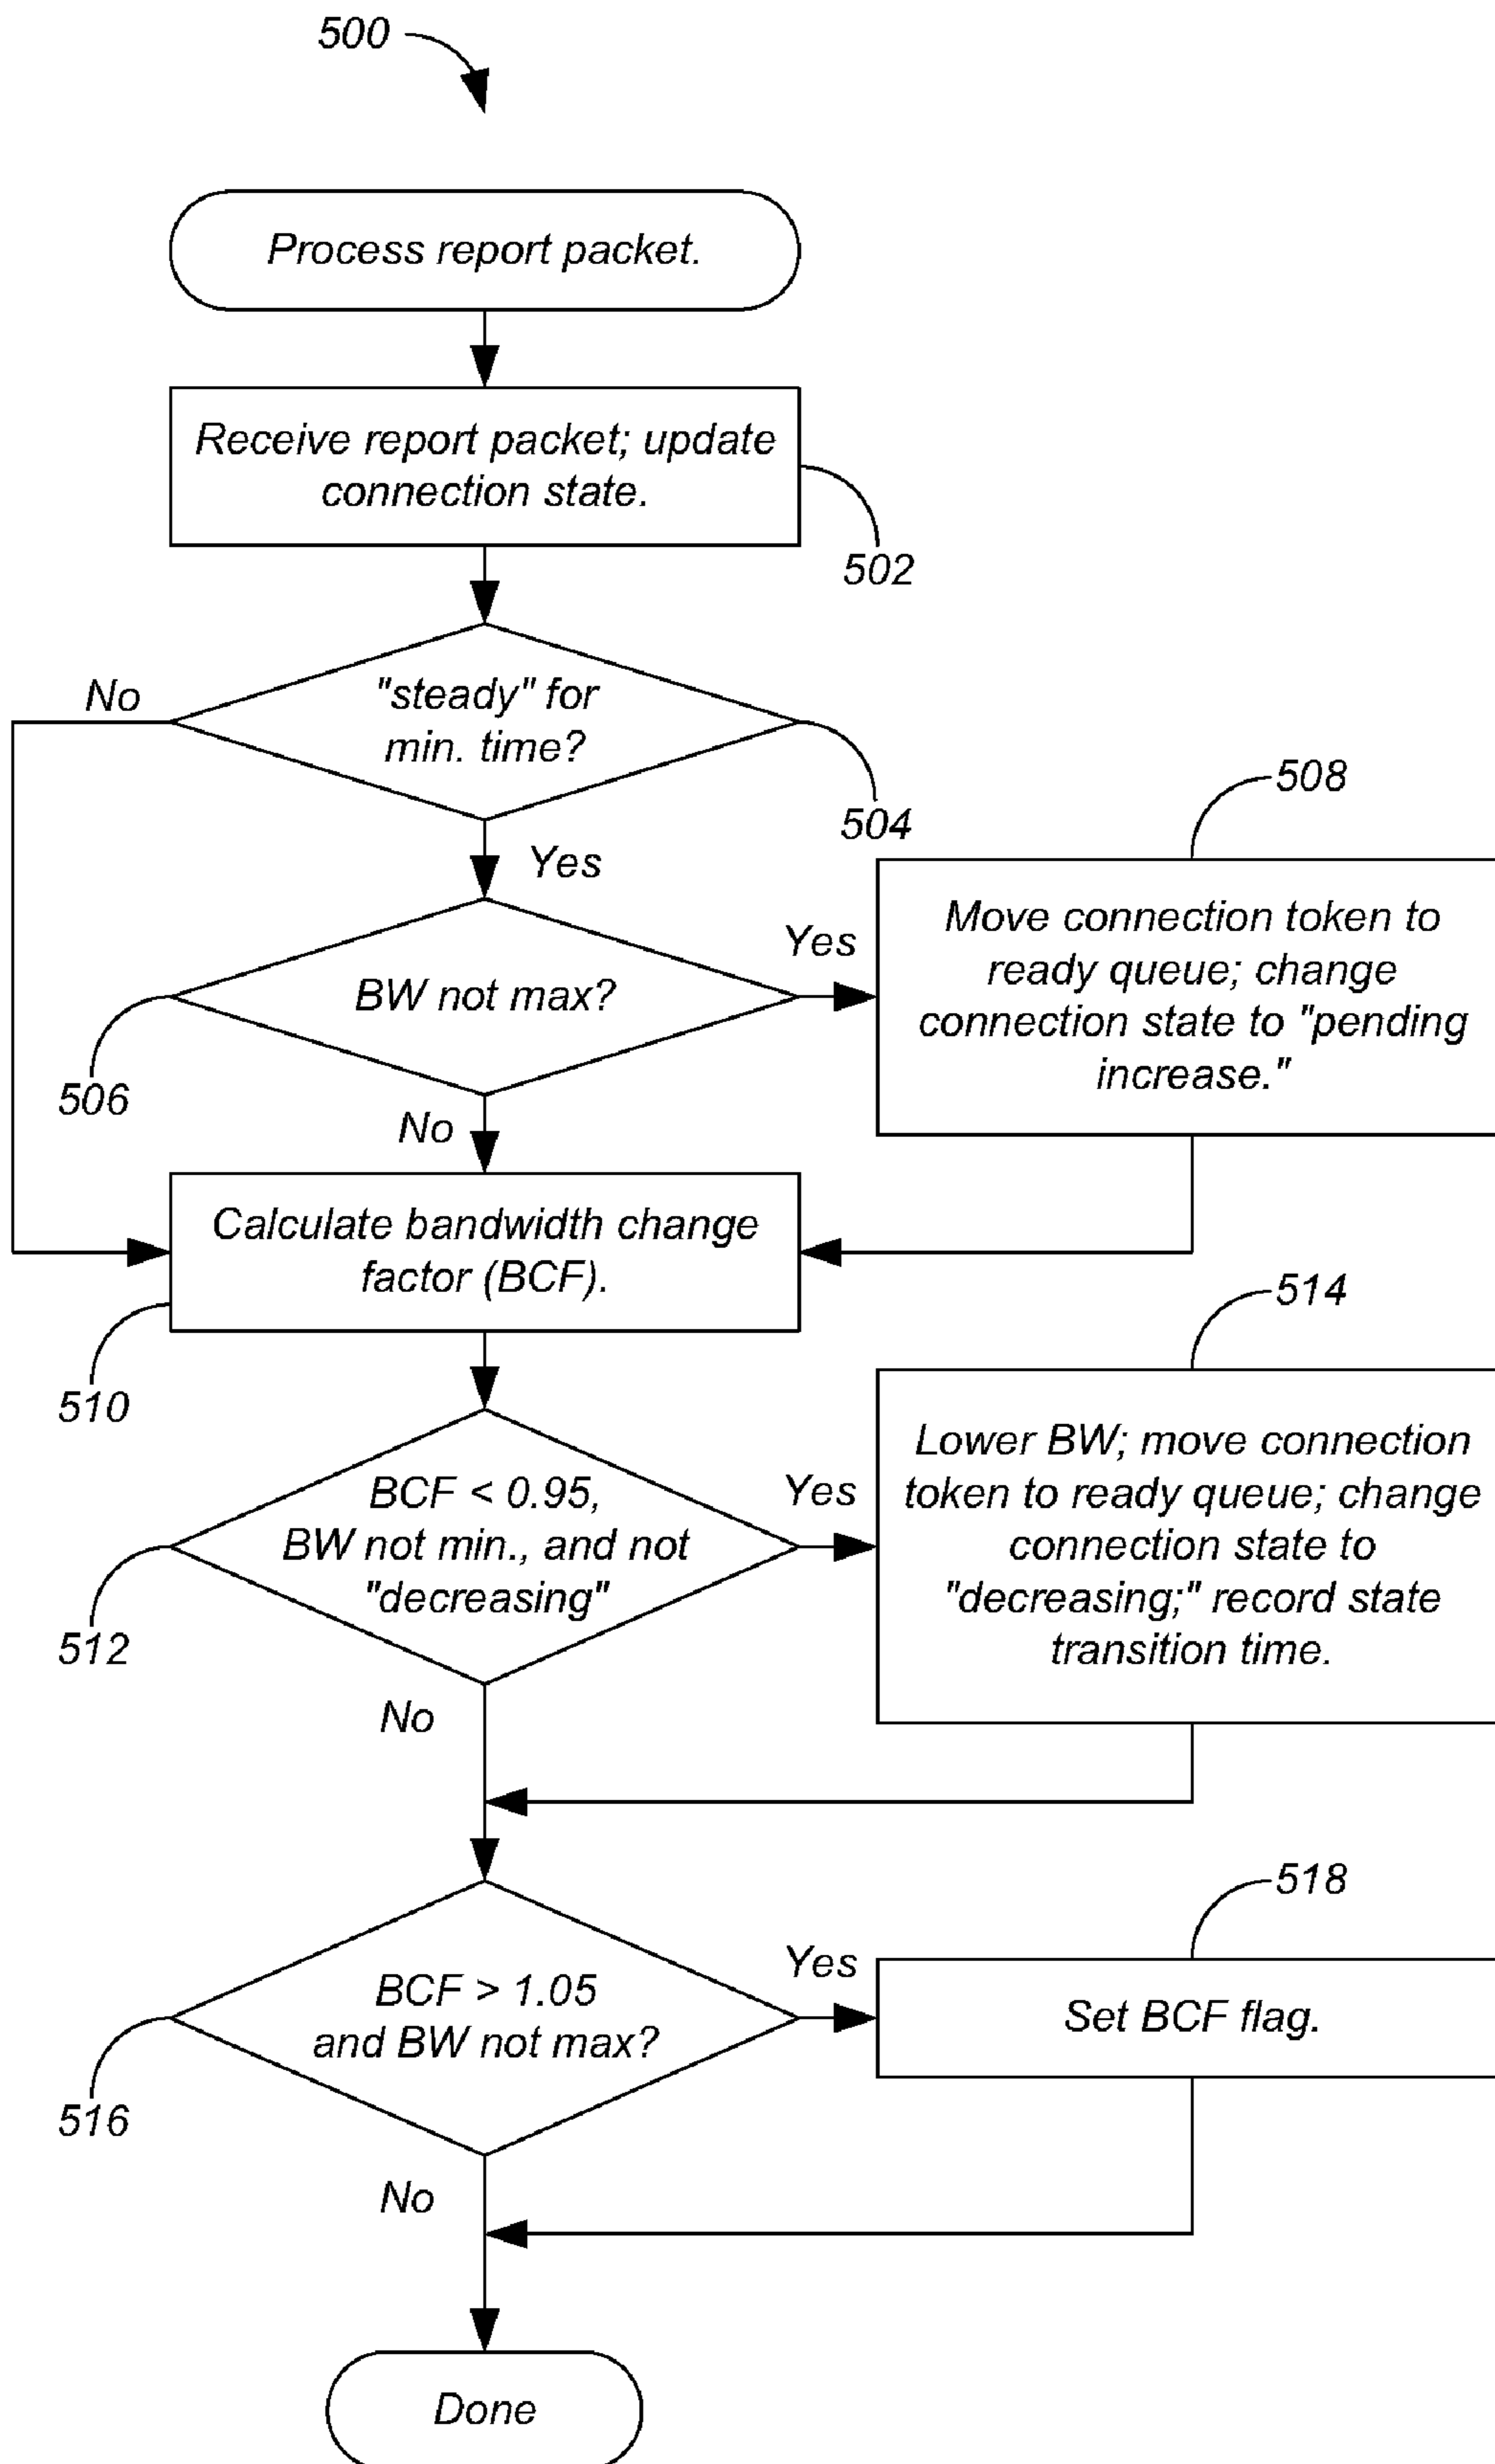 500
Process report packet.
Receive report packet; update
connection state.
502
"steady" for
min. time?
No
504
Yes
508
BW not max?
Yes
506
Move connection token to
ready queue; change
connection state to "pending
increase."
No
Calculate bandwidth change
factor (BCF).
510
514
BCF < 0.95,
BW not min., and not
"decreasing"
Yes
512
Lower BW; move connection
token to ready queue; change
connection state to
"decreasing;" record state
transition time.
No
518
BCF > 1.05
and BW not max?
Yes
516
Set BCF flag.
No
Done